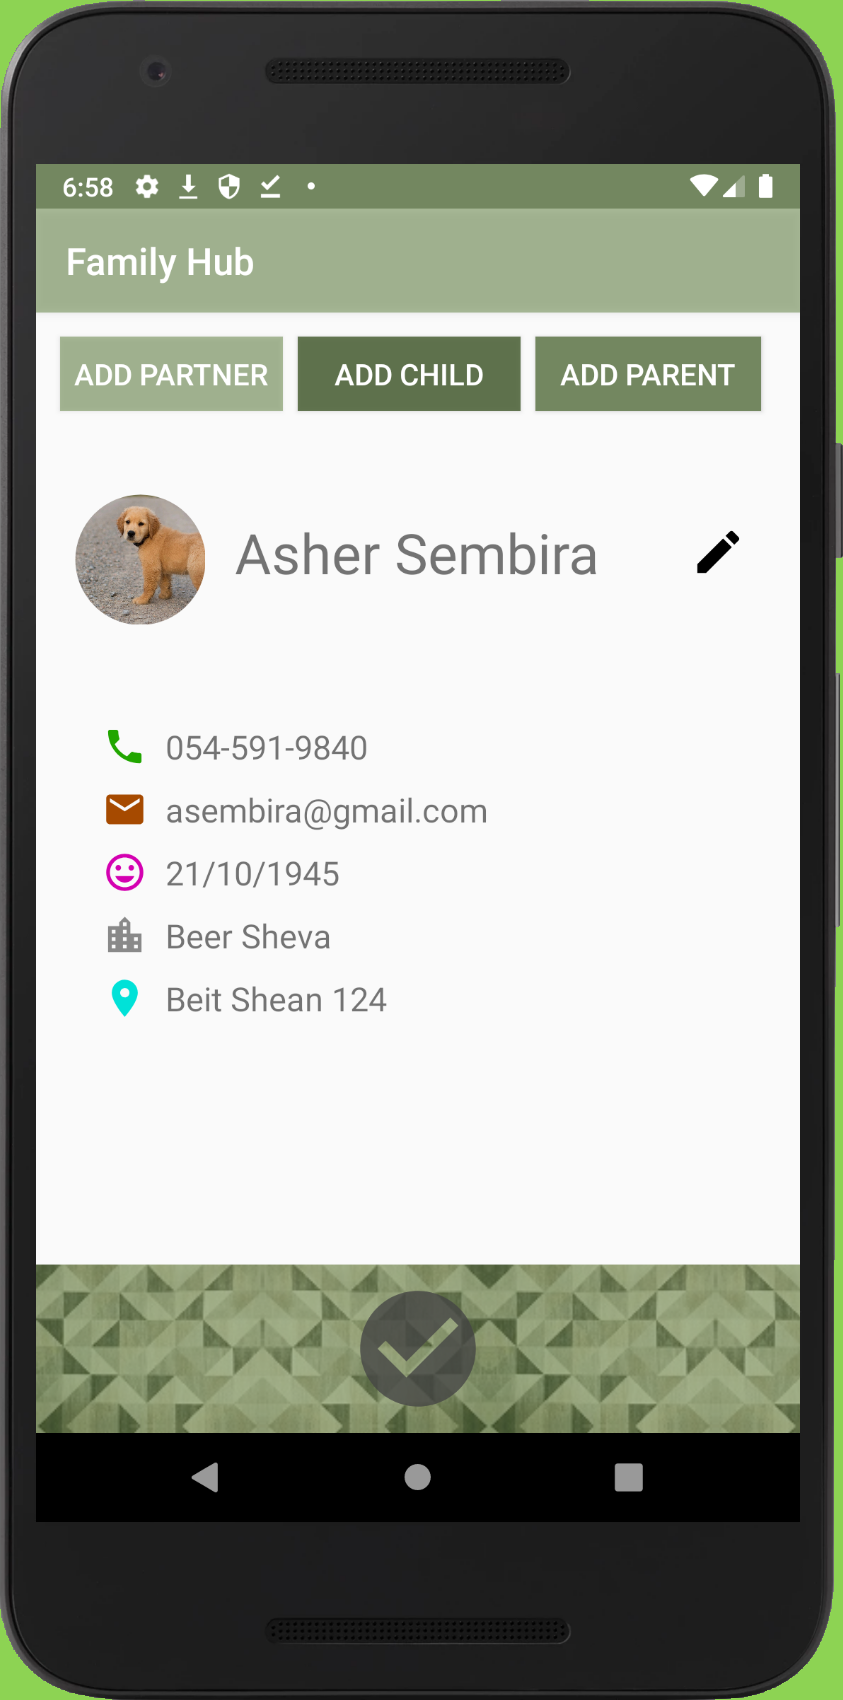 6:58
Family Hub
ADD PARTNER ADD CHILD ADD PARENT
Asher Sembira
054-591-9840
asembira@gmail.com
21/10/1945
Beer Sheva
Beit Shean 124